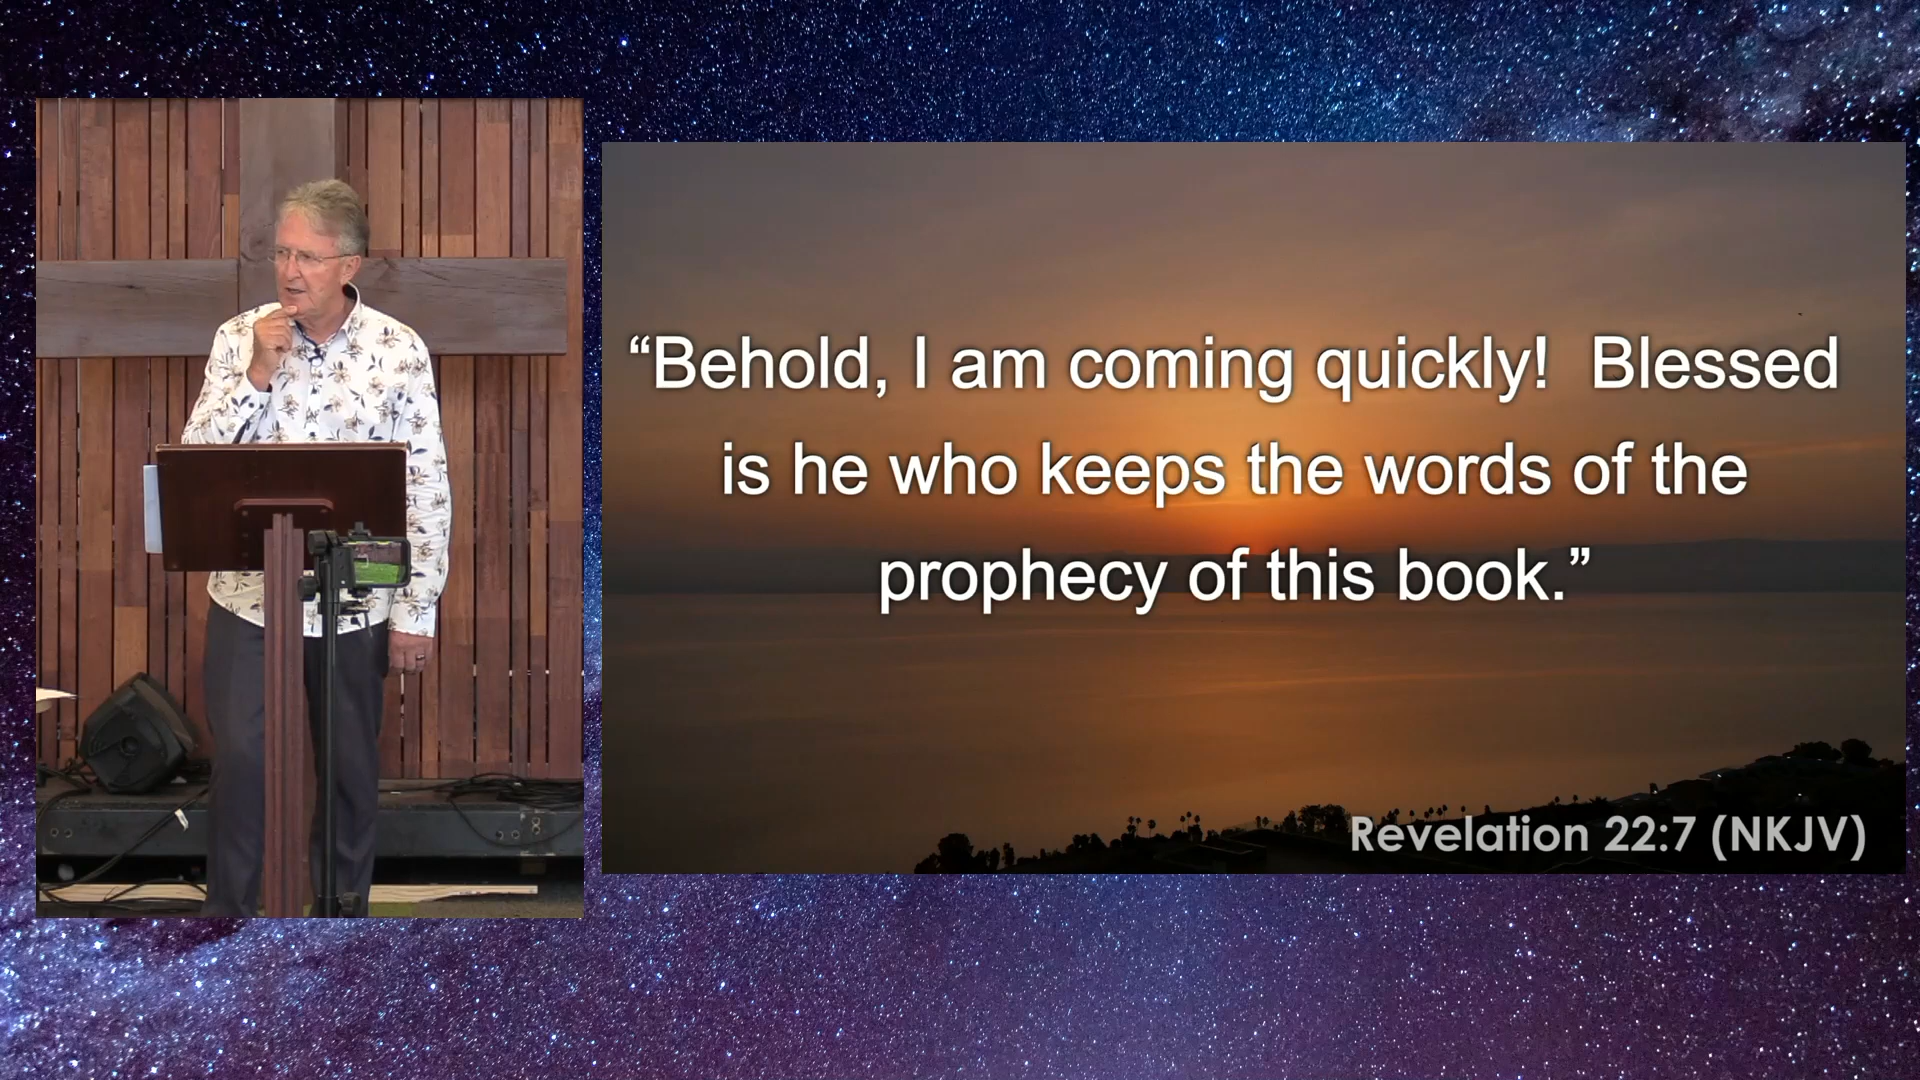 “Behold, I am coming quickly!  Blessed
is he who keeps the words of the
prophecy of this book.”
Revelation 22:7 (NKJV)